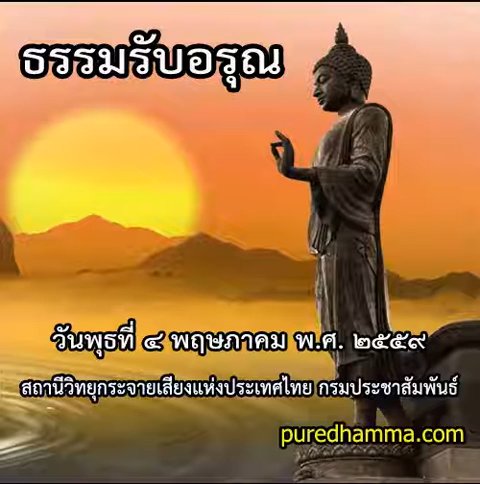 ธรรมรับอรุณ
วันพุธที่ ๔ พฤษภาคม พ.ศ. ๒๕๕๙
สถานีวิทยุกระจายเสียงแห่งประเทศไทย กรมประชาสัมพันธ์
puredhamma.com